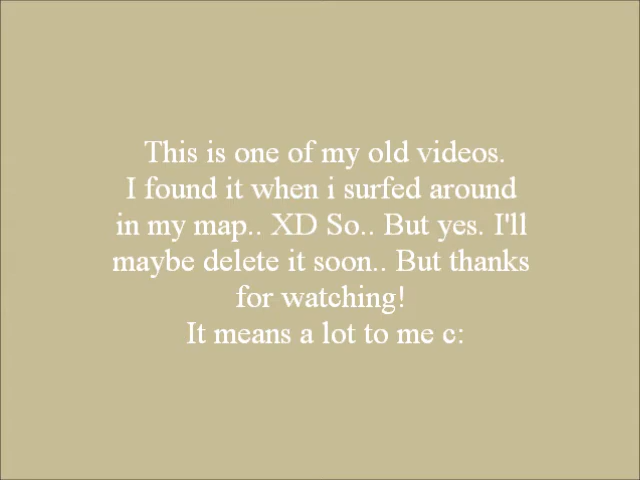 This is one of my old videos.
I found it when i surfed around
in my map.. XD So.. But yes. I'll
maybe delete it soon.. But thanks
for watching!
It means a lot to me c: